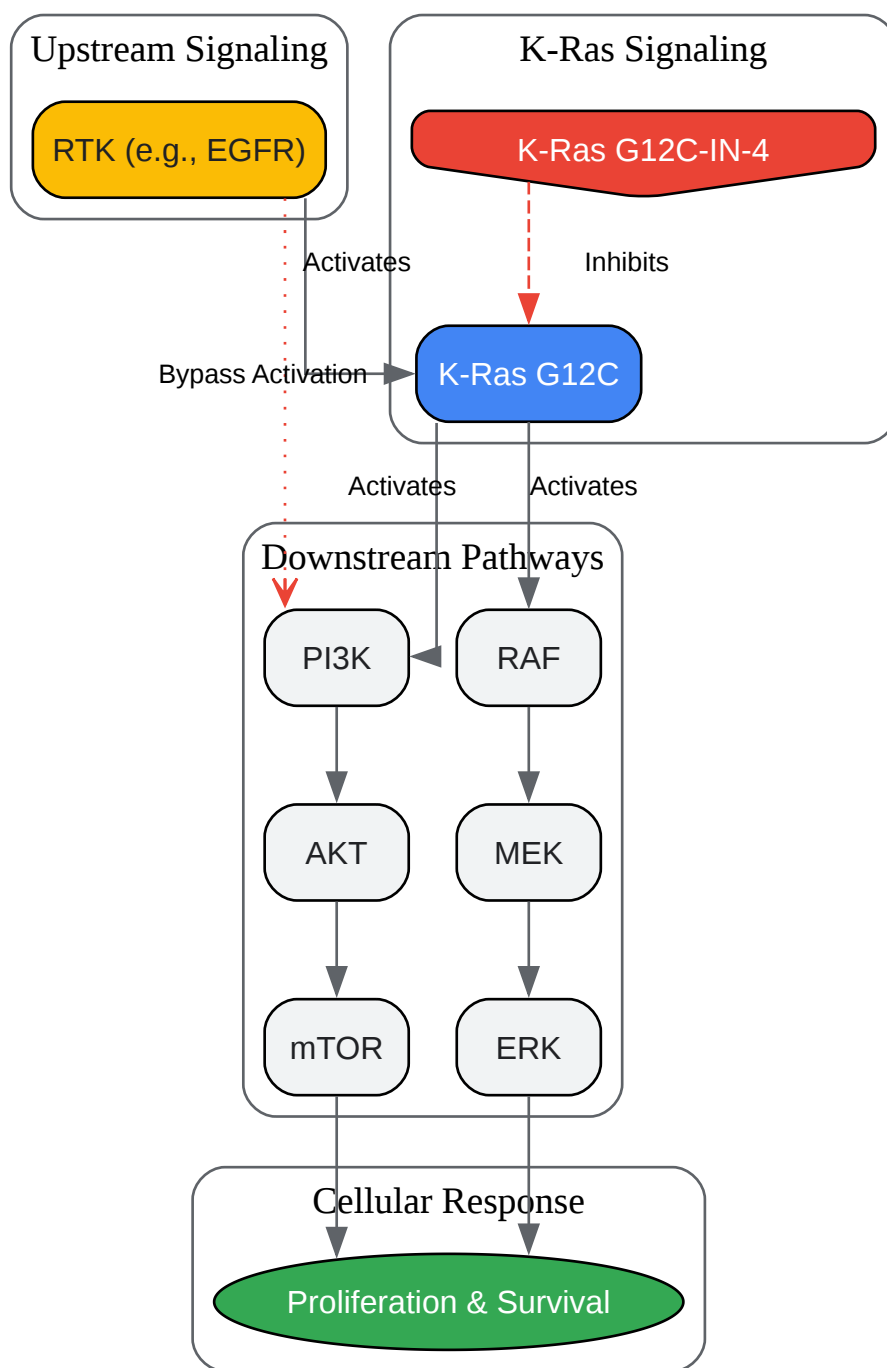 Upstream Signaling
K-Ras Signaling
RTK (e.g., EGFR)
K-Ras G12C-IN-4
Activates
Inhibits
Bypass Activation
K-Ras G12C
Activates
Activates
Downstream Pathways
PI3K
RAF
AKT
MEK
mTOR
ERK
Cellular Response
Proliferation & Survival